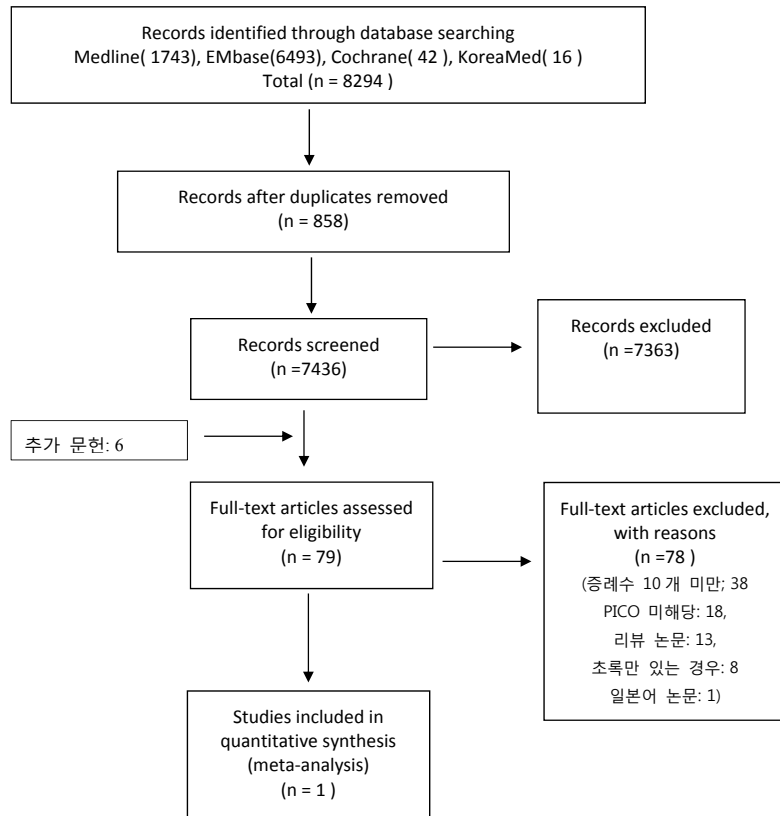 Records identified through database searching
Medline( 1743), EMbase(6493), Cochrane( 42 ), KoreaMed( 16 )
Total (n = 8294 )
Records after duplicates removed
(n = 858)
Records screened
(n =7436)
Records excluded
(n =7363)
추가 문헌: 6
Full-text articles assessed
for eligibility
(n = 79)
Full-text articles excluded,
with reasons
(n =78 )
(증례수 10 개 미만; 38
PICO 미해당: 18,
리뷰 논문: 13,
초록만 있는 경우: 8
일본어 논문: 1)
Studies included in
quantitative synthesis
(meta-analysis)
(n = 1 )